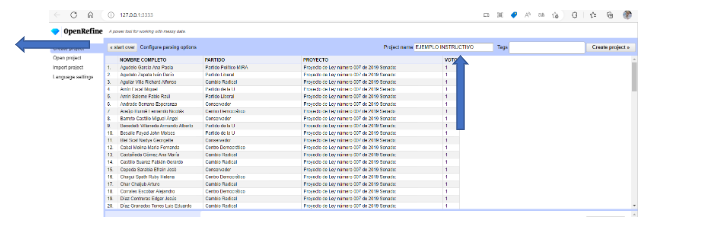 127.0.0.1:3333
OpenRefine A power tool for working with messy data.
Create project
Open project
Import project
Language settings
« start over Configure parsing options Project name EJEMPLO INSTRUCTIVO Tags Create project »
NOMBRE COMPLETO PARTIDO PROYECTO VOTO
1. Agudelo García Ana Paola Partido Político MIRA Proyecto de Ley número 007 de 2019 Senado 1
2. Agudelo Zapata Iván Darío Partido Liberal Proyecto de Ley número 007 de 2019 Senado 1
3. Aguilar Villa Richard Alfonso Cambio Radical Proyecto de Ley número 007 de 2019 Senado 1
4. Amín Escaf Miguel Partido de la U Proyecto de Ley número 007 de 2019 Senado 1
5. Amín Saleme Fabio Raúl Partido Liberal Proyecto de Ley número 007 de 2019 Senado 1
6. Andrade Serrano Esperanza Conservador Proyecto de Ley número 007 de 2019 Senado 1
7. Araújo Rumié Fernando Nicolás Centro Democrático Proyecto de Ley número 007 de 2019 Senado 1
8. Barreto Castillo Miguel Ángel Conservador Proyecto de Ley número 007 de 2019 Senado 1
9. Benedetti Villaneda Armando Alberto Partido de la U Proyecto de Ley número 007 de 2019 Senado 1
10. Besaile Fayad John Moisés Partido de la U Proyecto de Ley número 007 de 2019 Senado 1
11. Blel Scaf Nadya Georgette Conservador Proyecto de Ley número 007 de 2019 Senado 1
12. Cabal Molina María Fernanda Centro Democrático Proyecto de Ley número 007 de 2019 Senado 1
13. Castañeda Gómez Ana María Cambio Radical Proyecto de Ley número 007 de 2019 Senado 1
14. Castillo Suárez Fabián Gerardo Cambio Radical Proyecto de Ley número 007 de 2019 Senado 1
15. Cepeda Sarabia Efraín José Conservador Proyecto de Ley número 007 de 2019 Senado 1
16. Chagui Spath Ruby Helena Centro Democrático Proyecto de Ley número 007 de 2019 Senado 1
17. Char Chaljub Arturo Cambio Radical Proyecto de Ley número 007 de 2019 Senado 1
18. Corrales Escobar Alejandro Centro Democrático Proyecto de Ley número 007 de 2019 Senado 1
19. Díaz Contreras Edgar Jesús Cambio Radical Proyecto de Ley número 007 de 2019 Senado 1
20. Díaz Granados Torres Luis Eduardo Cambio Radical Proyecto de Ley número 007 de 2019 Senado 1